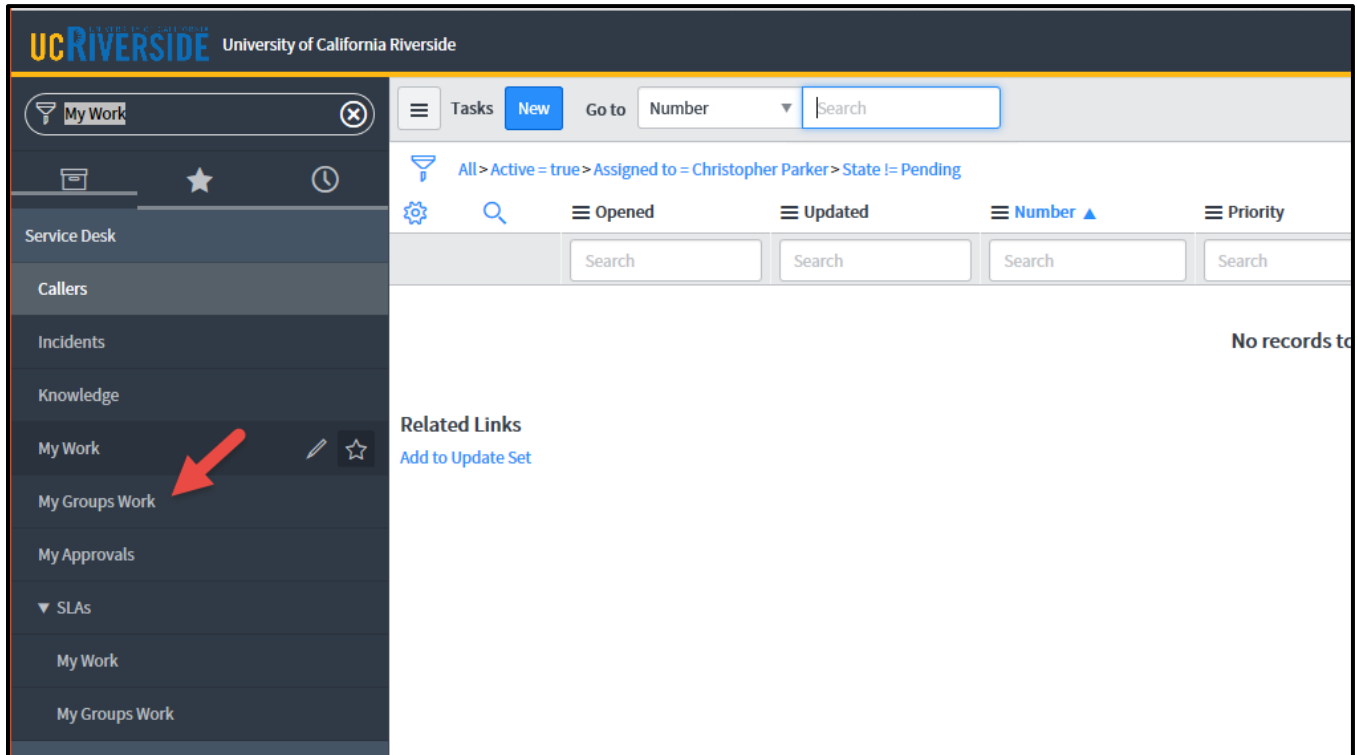 UCRIVERSIDE University of California Riverside
My Work
Tasks New Go to Number Search
All > Active = true > Assigned to = Christopher Parker > State != Pending
Opened Updated Number ▲ Priority
Search Search Search Search
Service Desk
Callers
Incidents
Knowledge
My Work
My Groups Work
My Approvals
▼ SLAs
My Work
My Groups Work
No records to
Related Links
Add to Update Set